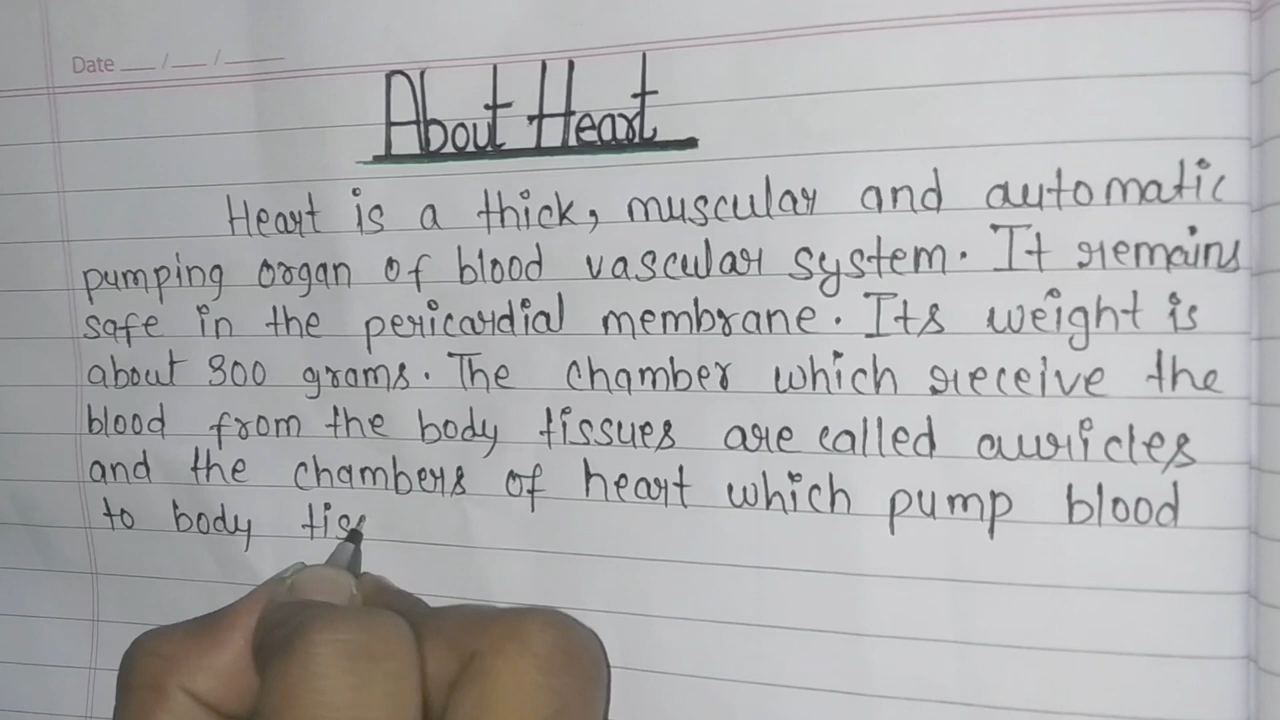 Date __ / __ / ____
About Heart
Heart is a thick, muscular and automatic
pumping organ of blood vascular system. It remains
safe in the pericardial membrane. Its weight is
about 300 grams. The chamber which receive the
blood from the body tissues are called auricles
and the chambers of heart which pump blood
to body tiss